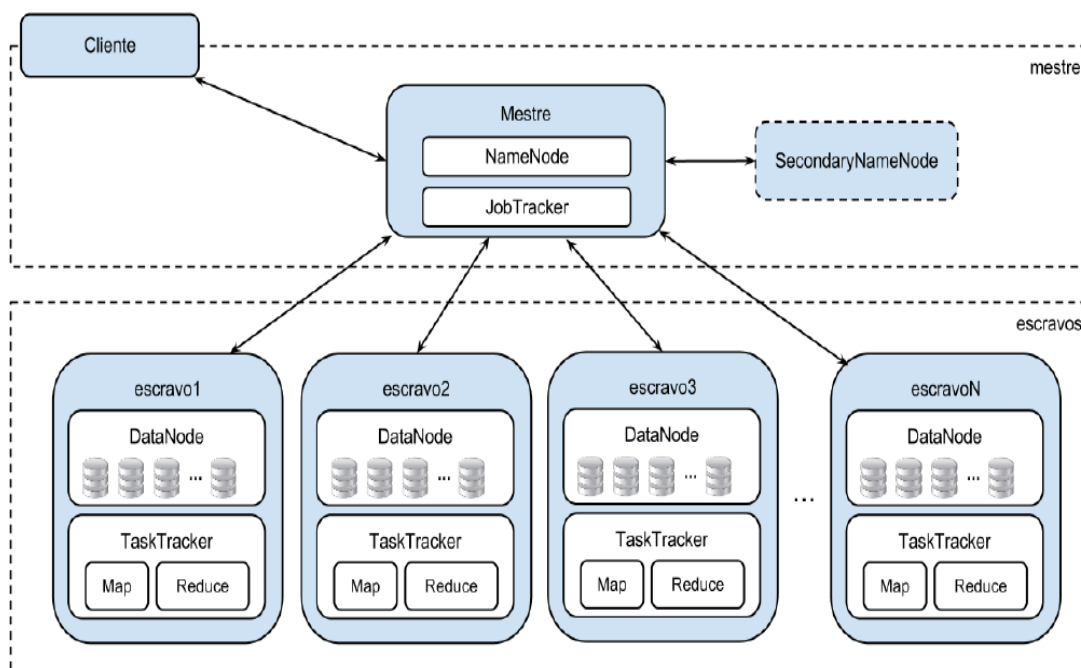 Cliente
mestre
Mestre
NameNode
SecondaryNameNode
JobTracker
escravos
escravo1
DataNode
...
TaskTracker
Map
Reduce
escravo2
DataNode
...
TaskTracker
Map
Reduce
escravo3
DataNode
...
TaskTracker
Map
Reduce
...
escravoN
DataNode
...
TaskTracker
Map
Reduce